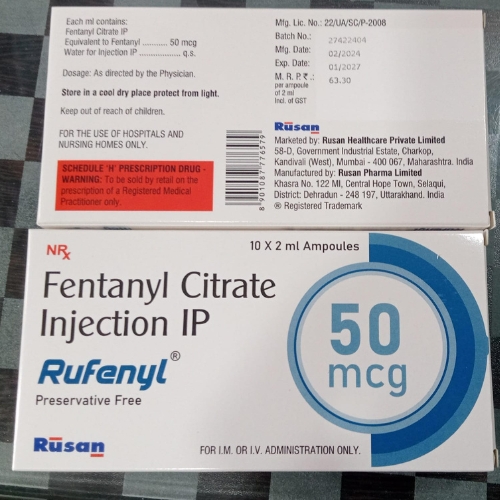 Each ml contains:
Fentanyl Citrate IP
Equivalent to Fentanyl ........... 50 mcg
Water for Injection IP ................ q.s.
Dosage: As directed by the Physician.
Store in a cool dry place protect from light.
Keep out of reach of children.
FOR THE USE OF HOSPITALS AND
NURSING HOMES ONLY.
SCHEDULE 'H' PRESCRIPTION DRUG -
WARNING: To be sold by retail on the
prescription of a Registered Medical
Practitioner only.
8 901087 776579
Mfg. Lic. No.: 22/UA/SC/P-2008
Batch No.: 27422404
Mfg. Date: 02/2024
Exp. Date: 01/2027
M. R. P. ₹ .: 63.30
per ampoule
of 2 ml
Incl. of GST
Rusan
Marketed by: Rusan Healthcare Private Limited
58-D, Government Industrial Estate, Charkop,
Kandivali (West), Mumbai - 400 067, Maharashtra. India
Manufactured by: Rusan Pharma Limited
Khasra No. 122 MI, Central Hope Town, Selaqui,
District: Dehradun - 248 197, Uttarakhand. India
® Registered Trademark
NRx
10 X 2 ml Ampoules
Fentanyl Citrate
Injection IP
Rufenyl®
Preservative Free
50
mcg
Rusan
FOR I.M. OR I.V. ADMINISTRATION ONLY.